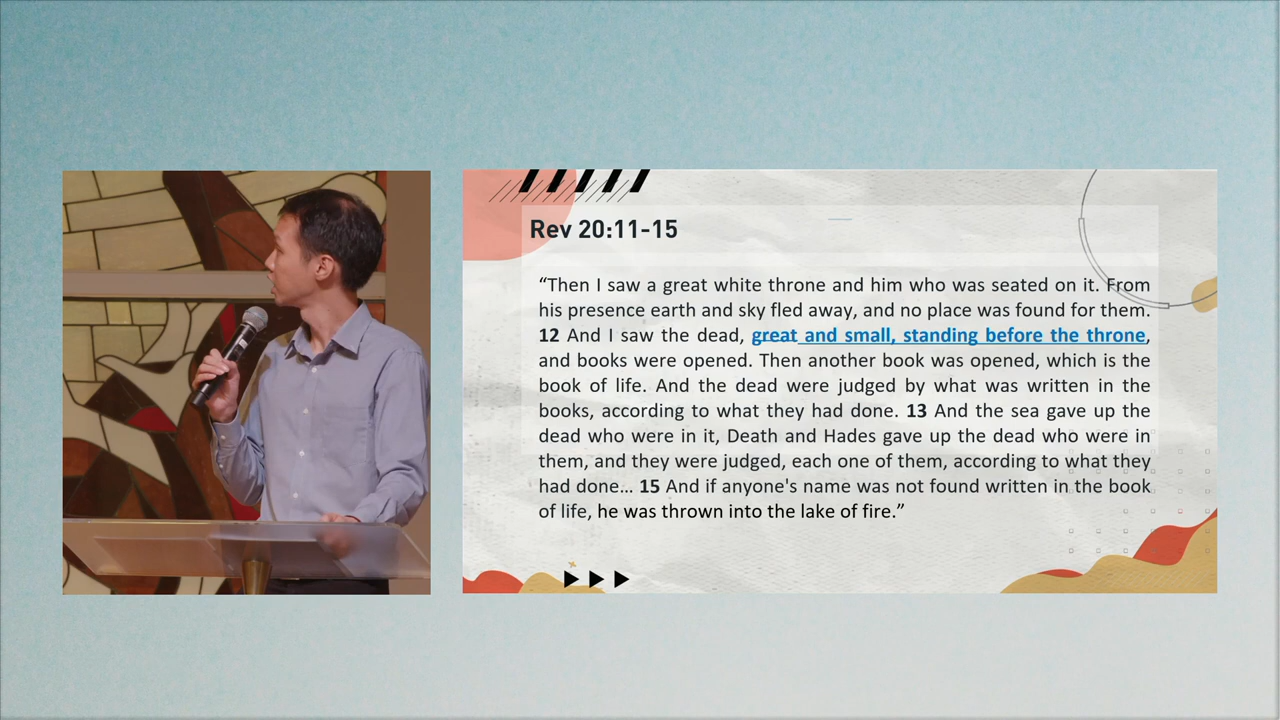 Rev 20:11-15
“Then I saw a great white throne and him who was seated on it. From
his presence earth and sky fled away, and no place was found for them.
12 And I saw the dead, great and small, standing before the throne,
and books were opened. Then another book was opened, which is the
book of life. And the dead were judged by what was written in the
books, according to what they had done. 13 And the sea gave up the
dead who were in it, Death and Hades gave up the dead who were in
them, and they were judged, each one of them, according to what they
had done… 15 And if anyone's name was not found written in the book
of life, he was thrown into the lake of fire.”